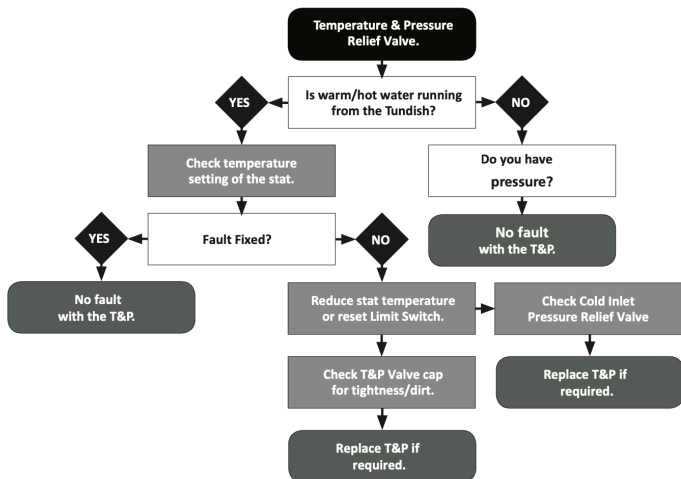 Temperature & Pressure
Relief Valve.
Is warm/hot water running
from the Tundish?
YES
NO
Check temperature
setting of the stat.
Do you have
pressure?
Fault Fixed?
YES
NO
No fault
with the T&P.
No fault
with the T&P.
Reduce stat temperature
or reset Limit Switch.
Check Cold Inlet
Pressure Relief Valve
Check T&P Valve cap
for tightness/dirt.
Replace T&P if
required.
Replace T&P if
required.